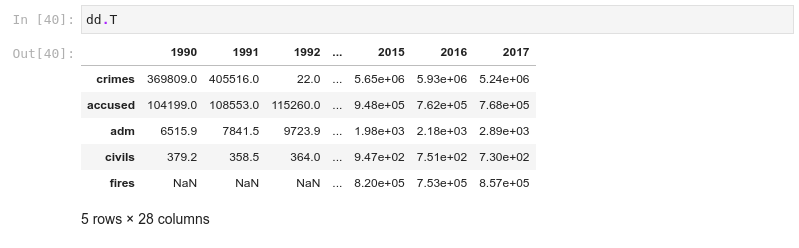 In [40]: dd.T
Out[40]: 1990 1991 1992 ... 2015 2016 2017
crimes 369809.0 405516.0 22.0 ... 5.65e+06 5.93e+06 5.24e+06
accused 104199.0 108553.0 115260.0 ... 9.48e+05 7.62e+05 7.68e+05
adm 6515.9 7841.5 9723.9 ... 1.98e+03 2.18e+03 2.89e+03
civils 379.2 358.5 364.0 ... 9.47e+02 7.51e+02 7.30e+02
fires NaN NaN NaN ... 8.20e+05 7.53e+05 8.57e+05
5 rows × 28 columns